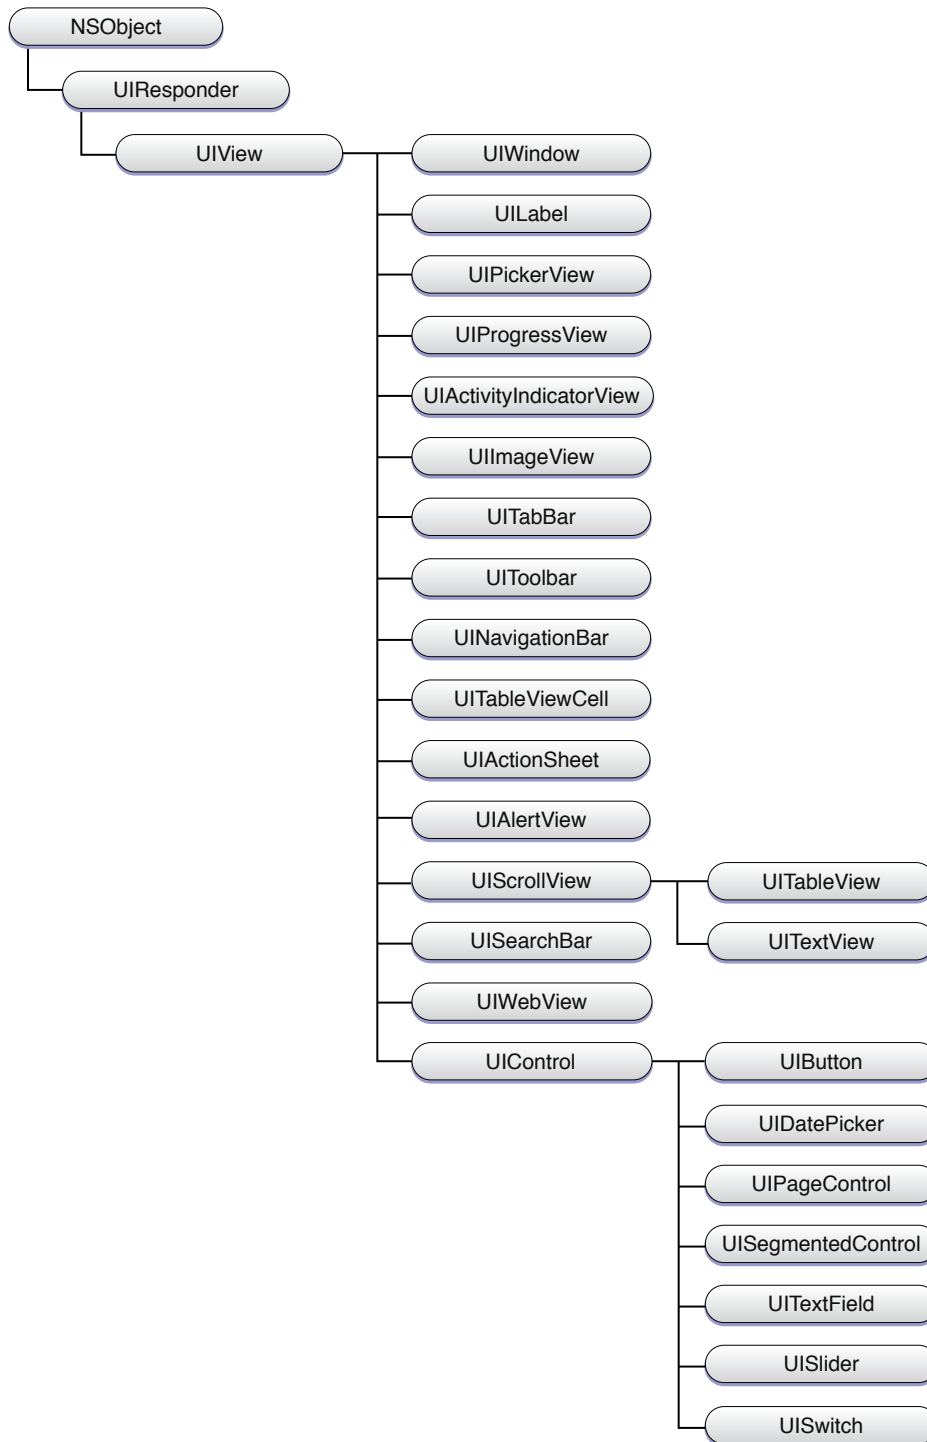 NSObject
UIResponder
UIView
UIWindow
UILabel
UIPickerView
UIProgressView
UIActivityIndicatorView
UIImageView
UITabBar
UIToolbar
UINavigationBar
UITableViewCell
UIActionSheet
UIAlertView
UIScrollView
UITableView
UITextView
UISearchBar
UIWebView
UIControl
UIButton
UIDatePicker
UIPageControl
UISegmentedControl
UITextField
UISlider
UISwitch